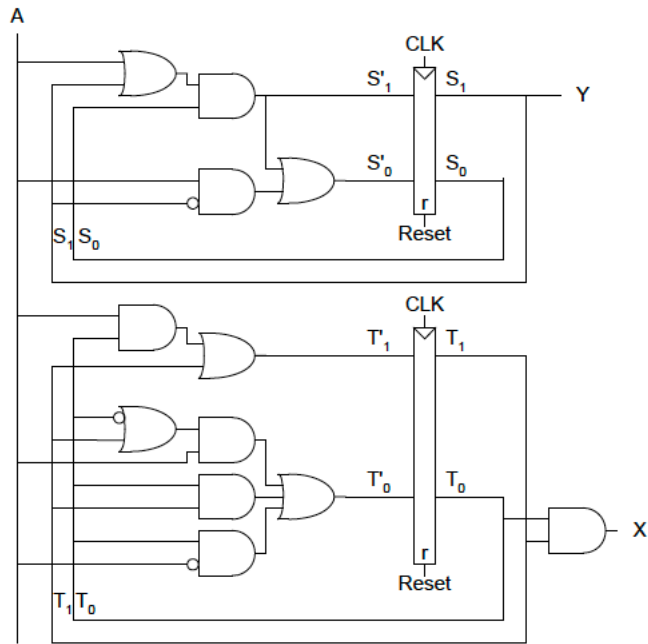 A
CLK
S'1 S1 Y
S'0 S0
r
S1 S0 Reset
CLK
T'1 T1
T'0 T0
X
r
Reset
T1 T0